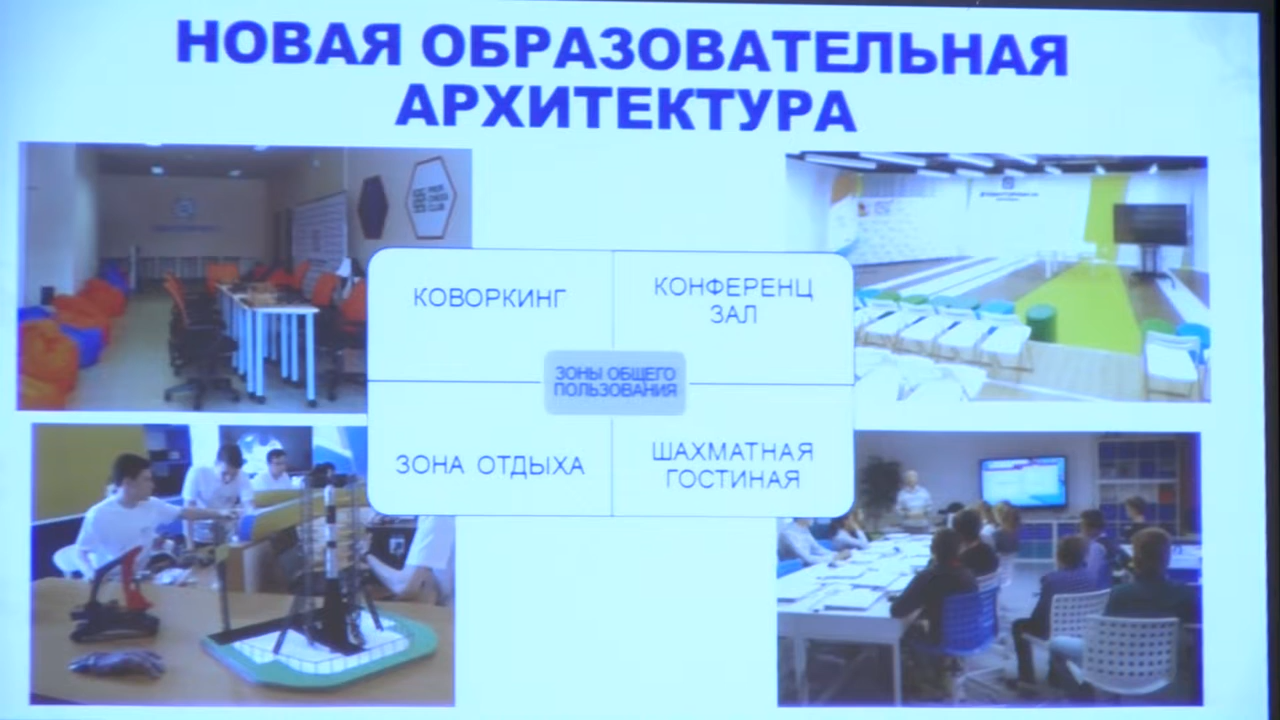 НОВАЯ ОБРАЗОВАТЕЛЬНАЯ
АРХИТЕКТУРА
КОВОРКИНГ
КОНФЕРЕНЦ
ЗАЛ
ЗОНЫ ОБЩЕГО
ПОЛЬЗОВАНИЯ
ЗОНА ОТДЫХА
ШАХМАТНАЯ
ГОСТИНАЯ